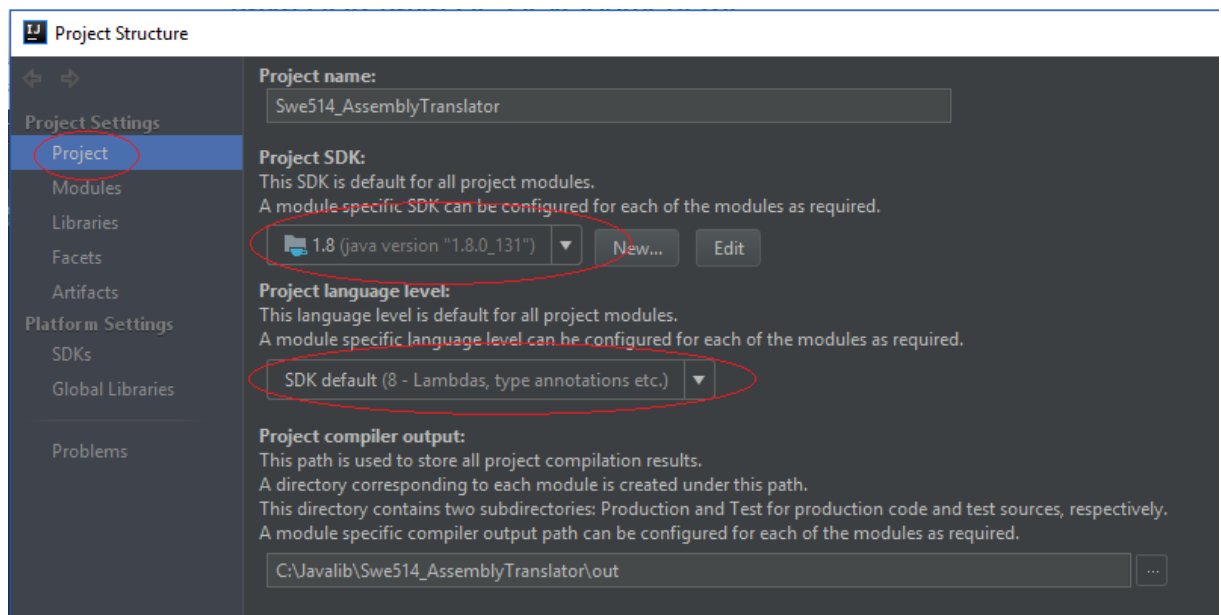 IJ
Project Structure
Project Settings
Project
Modules
Libraries
Facets
Artifacts
Platform Settings
SDKs
Global Libraries
Problems
Project name:
Swe514_AssemblyTranslator
Project SDK:
This SDK is default for all project modules.
A module specific SDK can be configured for each of the modules as required.
1.8 (java version "1.8.0_131") New... Edit
Project language level:
This language level is default for all project modules.
A module specific language level can be configured for each of the modules as required.
SDK default (8 - Lambdas, type annotations etc.)
Project compiler output:
This path is used to store all project compilation results.
A directory corresponding to each module is created under this path.
This directory contains two subdirectories: Production and Test for production code and test sources, respectively.
A module specific compiler output path can be configured for each of the modules as required.
C:\Javalib\Swe514_AssemblyTranslator\out ...